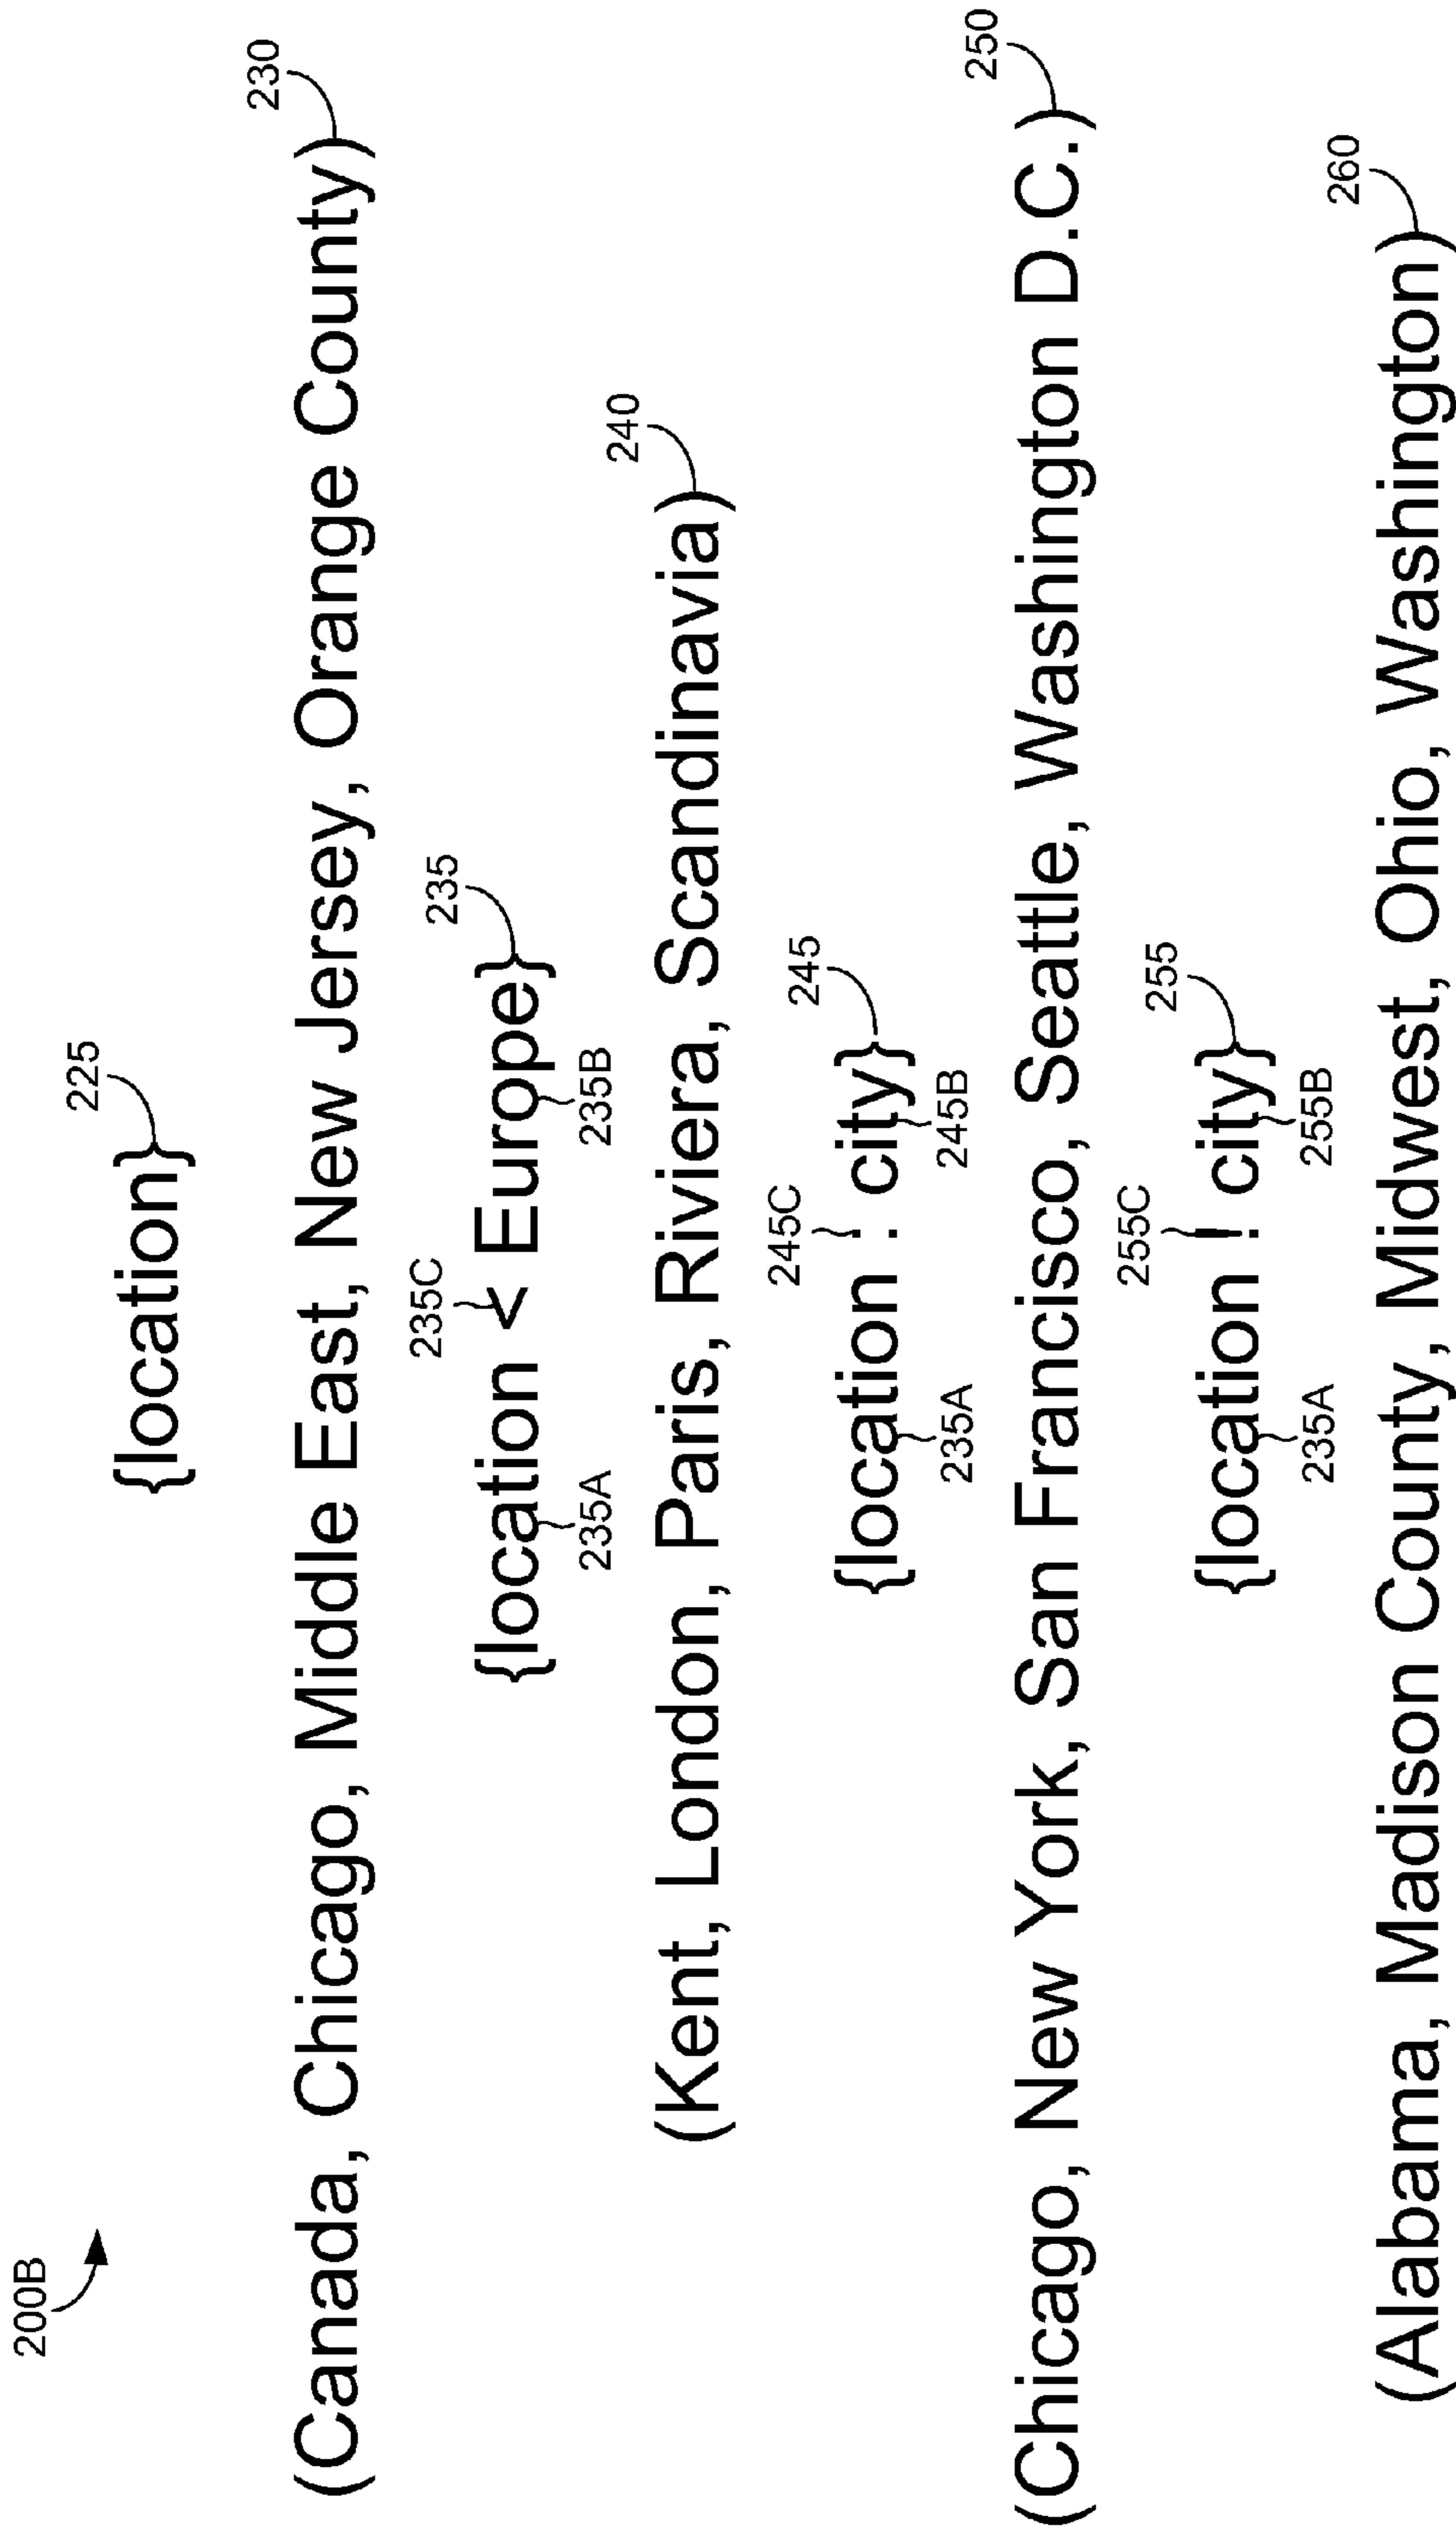 200B
225
{location}
230
(Canada, Chicago, Middle East, New Jersey, Orange County)
235C
235
{location < Europe}
235A 235B
240
(Kent, London, Paris, Riviera, Scandinavia)
245C 245
{location : city}
235A 245B
250
(Chicago, New York, San Francisco, Seattle, Washington D.C.)
255C 255
{location ! city}
235A 255B
260
(Alabama, Madison County, Midwest, Ohio, Washington)